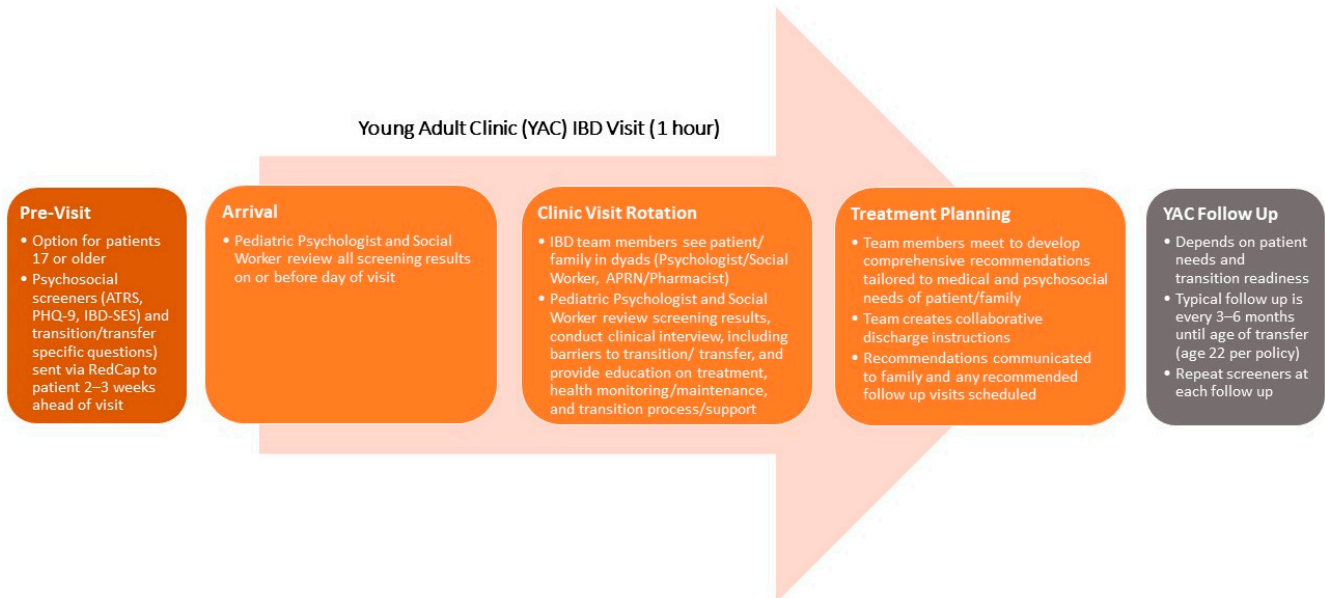 Young Adult Clinic (YAC) IBD Visit (1 hour)
Pre-Visit
• Option for patients
17 or older
• Psychosocial
screeners (ATRS,
PHQ-9, IBD-SES) and
transition/transfer
specific questions)
sent via RedCap to
patient 2–3 weeks
ahead of visit
Arrival
• Pediatric Psychologist and Social
Worker review all screening results
on or before day of visit
Clinic Visit Rotation
• IBD team members see patient/
family in dyads (Psychologist/Social
Worker, APRN/Pharmacist)
• Pediatric Psychologist and Social
Worker review screening results,
conduct clinical interview, including
barriers to transition/ transfer, and
provide education on treatment,
health monitoring/maintenance,
and transition process/support
Treatment Planning
• Team members meet to develop
comprehensive recommendations
tailored to medical and psychosocial
needs of patient/family
• Team creates collaborative
discharge instructions
• Recommendations communicated
to family and any recommended
follow up visits scheduled
YAC Follow Up
• Depends on patient
needs and
transition readiness
• Typical follow up is
every 3–6 months
until age of transfer
(age 22 per policy)
• Repeat screeners at
each follow up